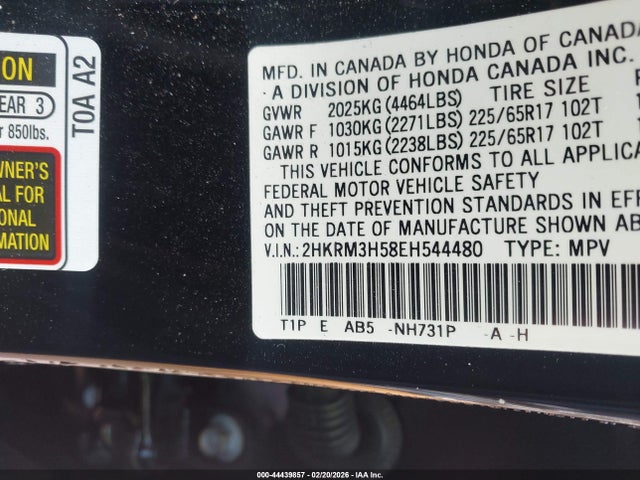 ON
EAR 3
r 850lbs.
WNER'S
AL FOR
ONAL
MATION
T0A A2
MFD. IN CANADA BY HONDA OF CANADA
A DIVISION OF HONDA CANADA INC.
GVWR 2025KG (4464LBS) TIRE SIZE
GAWR F 1030KG (2271LBS) 225/65R17 102T
GAWR R 1015KG (2238LBS) 225/65R17 102T
THIS VEHICLE CONFORMS TO ALL APPLICA
FEDERAL MOTOR VEHICLE SAFETY
AND THEFT PREVENTION STANDARDS IN EFF
ON THE DATE OF MANUFACTURE SHOWN AB
V.I.N.: 2HKRM3H58EH544480 TYPE: MPV
T1P E AB5 -NH731P -A -H
000-44439857 - 02/20/2026 - IAA Inc.